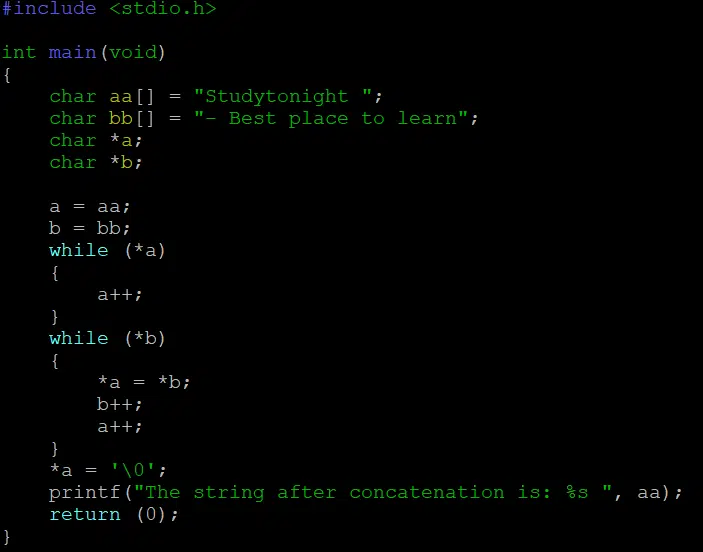 #include <stdio.h>

int main(void)
{
    char aa[] = "Studytonight ";
    char bb[] = "- Best place to learn";
    char *a;
    char *b;

    a = aa;
    b = bb;
    while (*a)
    {
        a++;
    }
    while (*b)
    {
        *a = *b;
        b++;
        a++;
    }
    *a = '\0';
    printf("The string after concatenation is: %s ", aa);
    return (0);
}